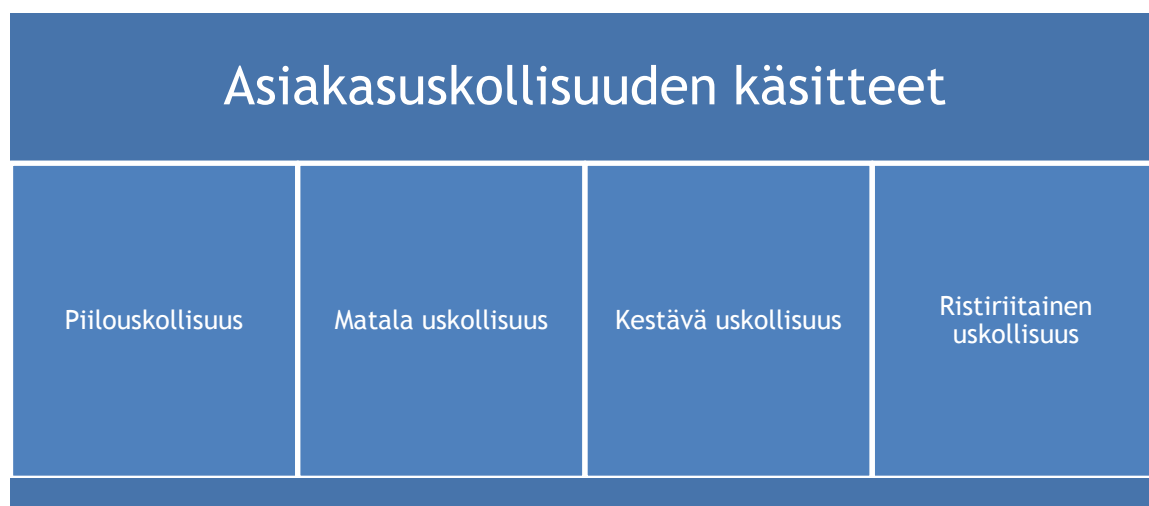 Asiakasuskollisuuden käsitteet
Piilouskollisuus
Matala uskollisuus
Kestävä uskollisuus
Ristiriitainen
uskollisuus